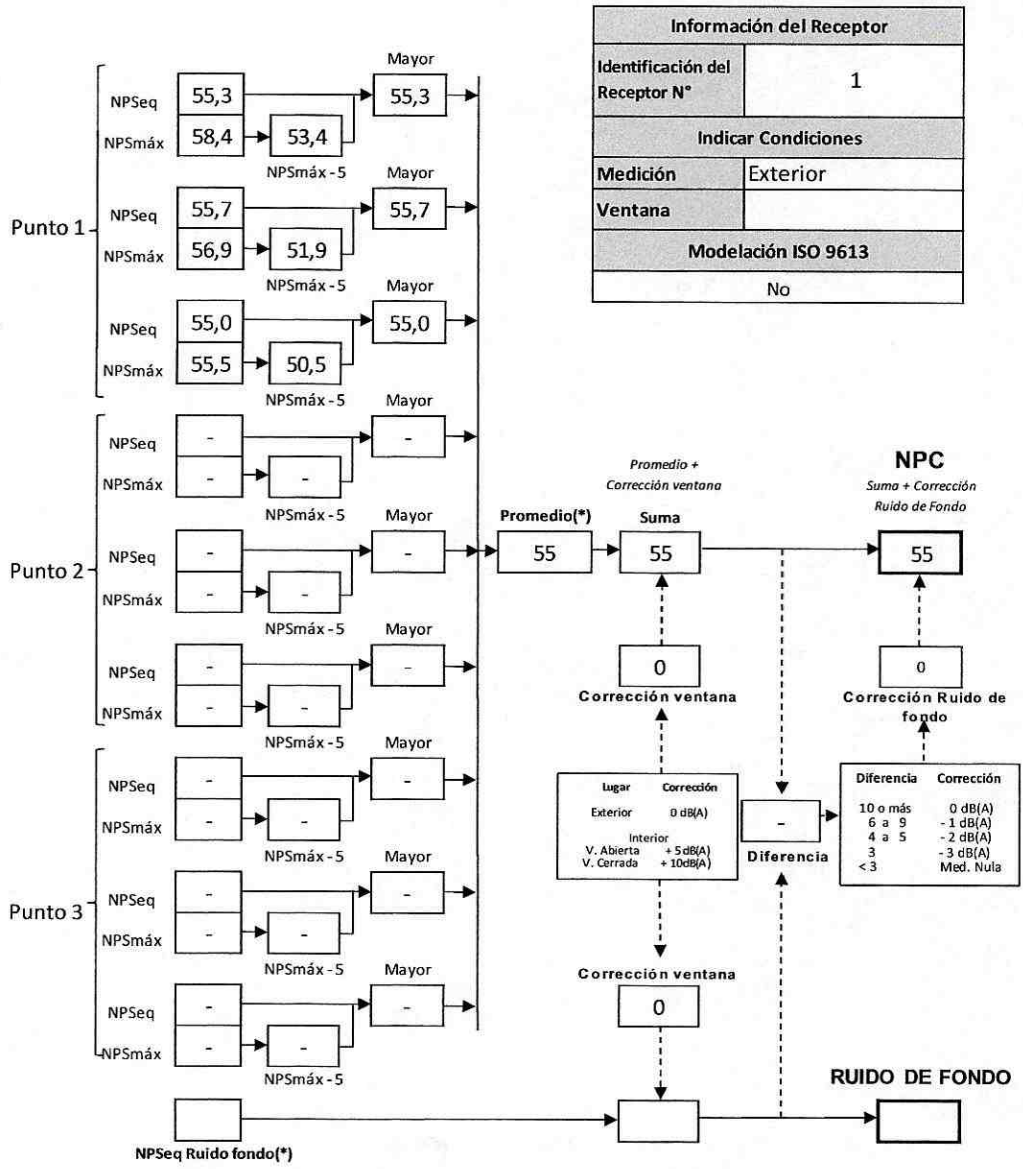 Información del Receptor
Identificación del Receptor N° 1
Indicar Condiciones
Medición Exterior
Ventana
Modelación ISO 9613
No
Punto 1
Mayor
NPSeq 55,3 55,3
NPSmáx 58,4 53,4
NPSmáx - 5
Mayor
NPSeq 55,7 55,7
NPSmáx 56,9 51,9
NPSmáx - 5
Mayor
NPSeq 55,0 55,0
NPSmáx 55,5 50,5
NPSmáx - 5
Punto 2
Mayor
NPSeq - -
NPSmáx - -
NPSmáx - 5
Mayor
NPSeq - -
NPSmáx - -
NPSmáx - 5
Mayor
NPSeq - -
NPSmáx - -
NPSmáx - 5
Punto 3
Mayor
NPSeq - -
NPSmáx - -
NPSmáx - 5
Mayor
NPSeq - -
NPSmáx - -
NPSmáx - 5
Mayor
NPSeq - -
NPSmáx - -
NPSmáx - 5
NPSeq Ruido fondo(*)
Promedio(*)
55
Promedio +
Corrección ventana
Suma
55
0
Corrección ventana
Lugar Corrección
Exterior 0 dB(A)
Interior
V. Abierta + 5 dB(A)
V. Cerrada + 10dB(A)
Corrección ventana
0
-
Diferencia
NPC
Suma + Corrección
Ruido de Fondo
55
0
Corrección Ruido de
fondo
Diferencia Corrección
10 o más 0 dB(A)
6 a 9 - 1 dB(A)
4 a 5 - 2 dB(A)
3 - 3 dB(A)
< 3 Med. Nula
RUIDO DE FONDO